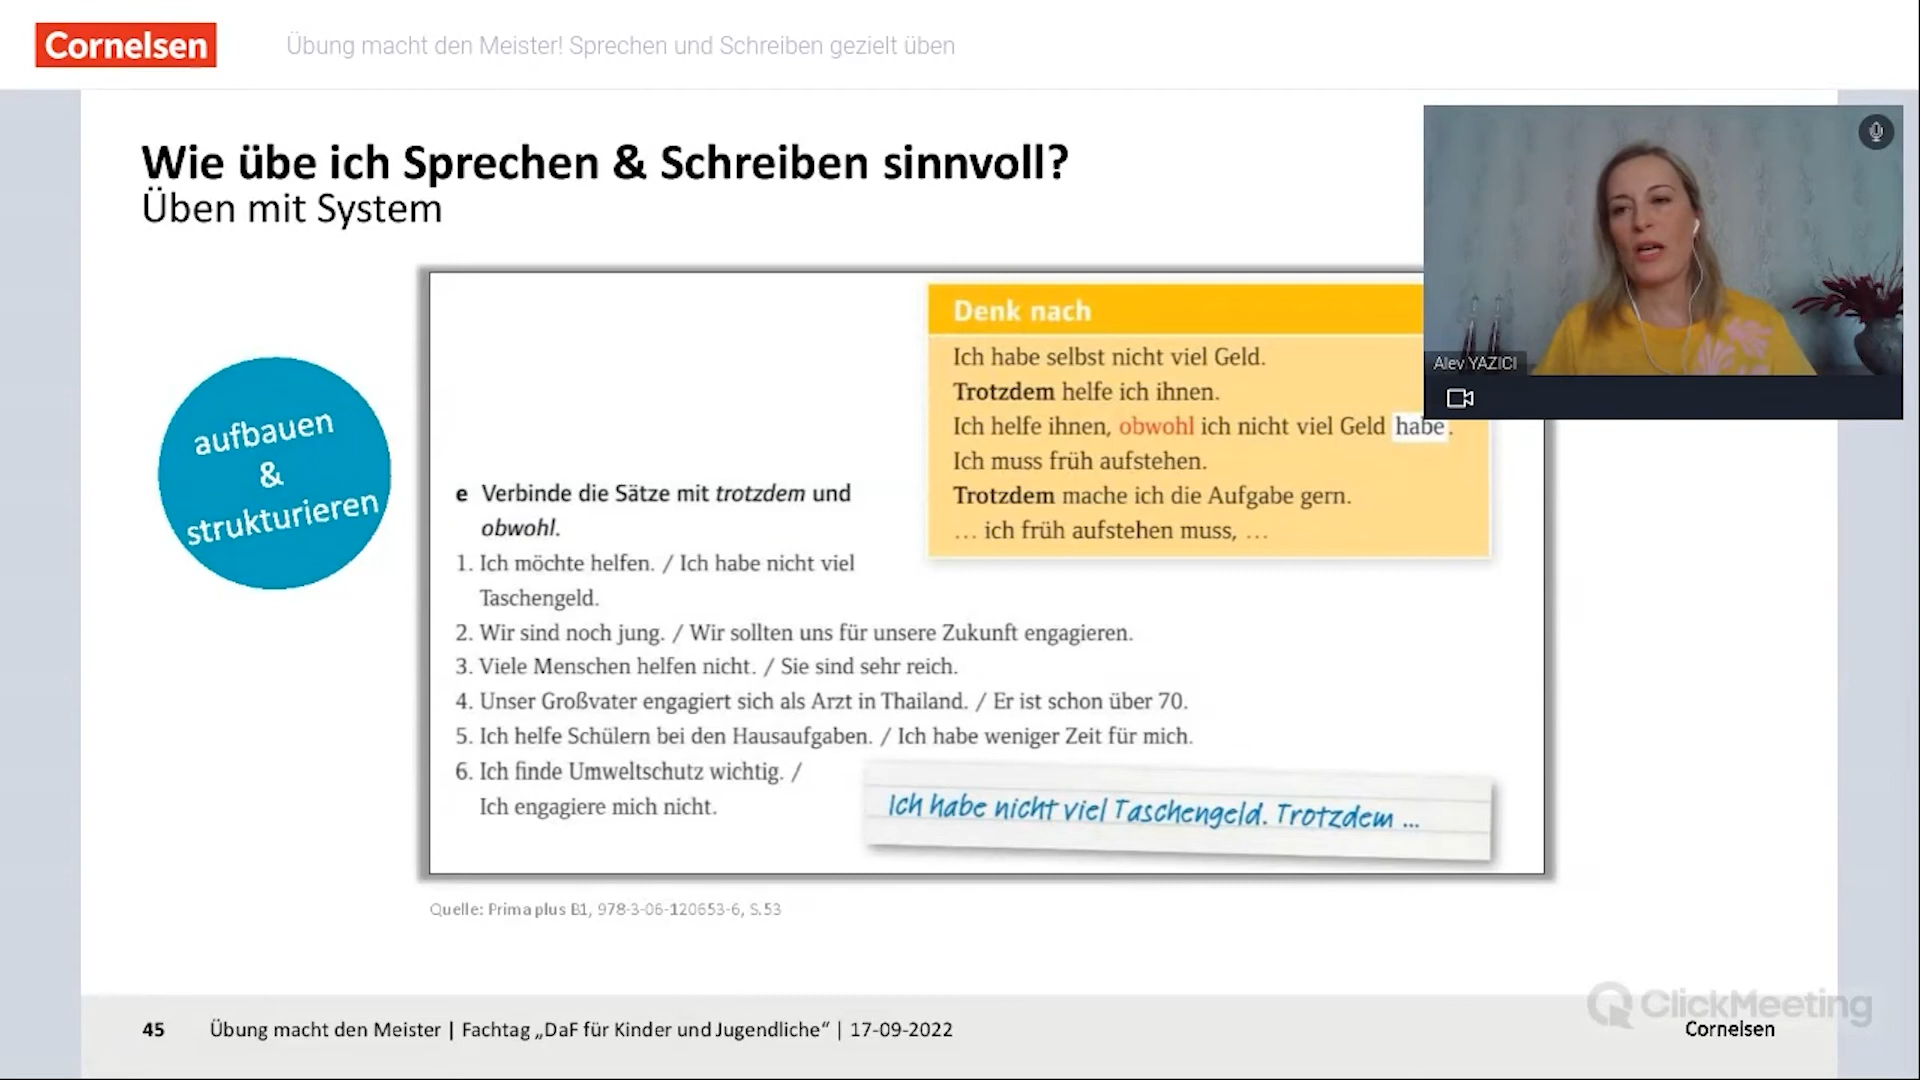 Cornelsen
Übung macht den Meister! Sprechen und Schreiben gezielt üben
Wie übe ich Sprechen & Schreiben sinnvoll?
Üben mit System
Alev YAZICI
aufbauen
&
strukturieren
Denk nach
Ich habe selbst nicht viel Geld.
Trotzdem helfe ich ihnen.
Ich helfe ihnen, obwohl ich nicht viel Geld habe.
Ich muss früh aufstehen.
Trotzdem mache ich die Aufgabe gern.
… ich früh aufstehen muss, …
e Verbinde die Sätze mit trotzdem und
obwohl.
1. Ich möchte helfen. / Ich habe nicht viel
Taschengeld.
2. Wir sind noch jung. / Wir sollten uns für unsere Zukunft engagieren.
3. Viele Menschen helfen nicht. / Sie sind sehr reich.
4. Unser Großvater engagiert sich als Arzt in Thailand. / Er ist schon über 70.
5. Ich helfe Schülern bei den Hausaufgaben. / Ich habe weniger Zeit für mich.
6. Ich finde Umweltschutz wichtig. /
Ich engagiere mich nicht.
Ich habe nicht viel Taschengeld. Trotzdem ...
Quelle: Prima plus B1, 978-3-06-120653-6, S.53
ClickMeeting
45 Übung macht den Meister | Fachtag „DaF für Kinder und Jugendliche“ | 17-09-2022
Cornelsen